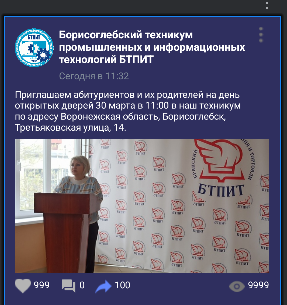 БТПИТ
Борисоглебский техникум
промышленных и информационных
технологий БТПИТ
Сегодня в 11:32
Приглашаем абитуриентов и их родителей на день
открытых дверей 30 марта в 11:00 в наш техникум
по адресу Воронежская область, Борисоглебск,
Третьяковская улица, 14.
БТПИТ
БТПИТ
999
0
100
9999